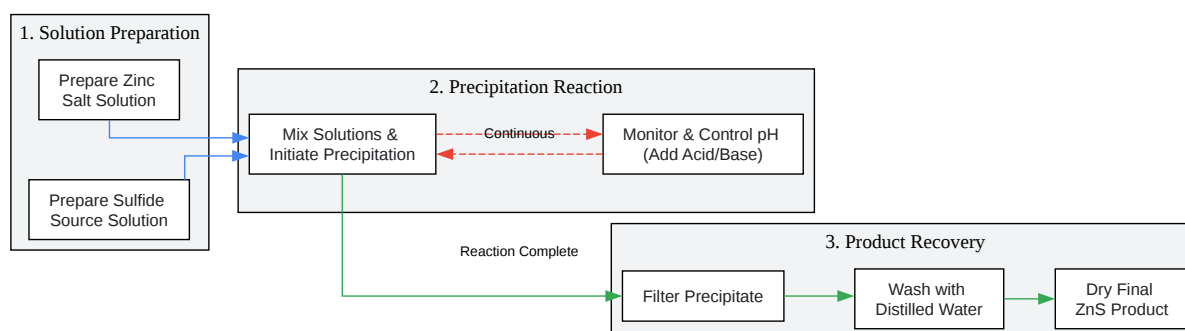 1. Solution Preparation
Prepare Zinc
Salt Solution
Prepare Sulfide
Source Solution
2. Precipitation Reaction
Mix Solutions &
Initiate Precipitation
Continuous
Monitor & Control pH
(Add Acid/Base)
Reaction Complete
3. Product Recovery
Filter Precipitate
Wash with
Distilled Water
Dry Final
ZnS Product